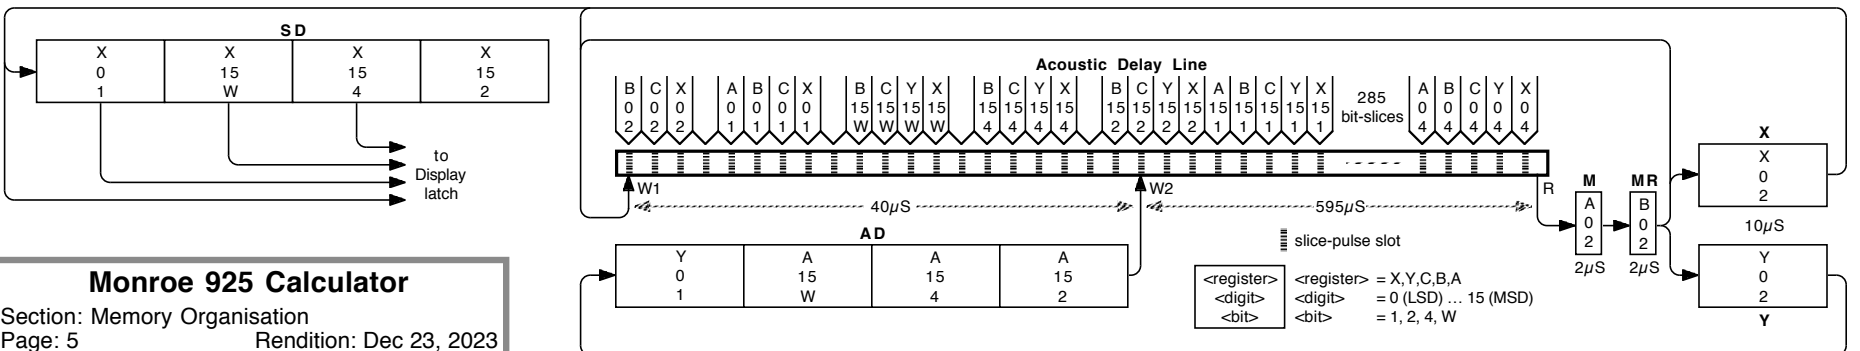 SD
X X X X
0 15 15 15
1 W 4 2
to
Display
latch
Acoustic Delay Line
B C X A B C X B C Y X B C Y X B C Y X A B C Y X
0 0 0 0 0 0 0 15 15 15 15 15 15 15 15 15 15 15 15 15 15 15 15 15
2 2 2 1 1 1 1 W W W W 4 4 4 4 2 2 2 2 1 1 1 1 1
285
bit-slices
A B C Y X
0 0 0 0 0
4 4 4 4 4
W1
W2
R
40µS
595µS
slice-pulse slot
AD
Y A A A
0 15 15 15
1 W 4 2
<register>
<digit>
<bit>
<register> = X,Y,C,B,A
<digit> = 0 (LSD) ... 15 (MSD)
<bit> = 1, 2, 4, W
M
A
0
2
2µS
MR
B
0
2
2µS
X
X
0
2
10µS
Y
0
2
Y
Monroe 925 Calculator
Section: Memory Organisation
Page: 5 Rendition: Dec 23, 2023